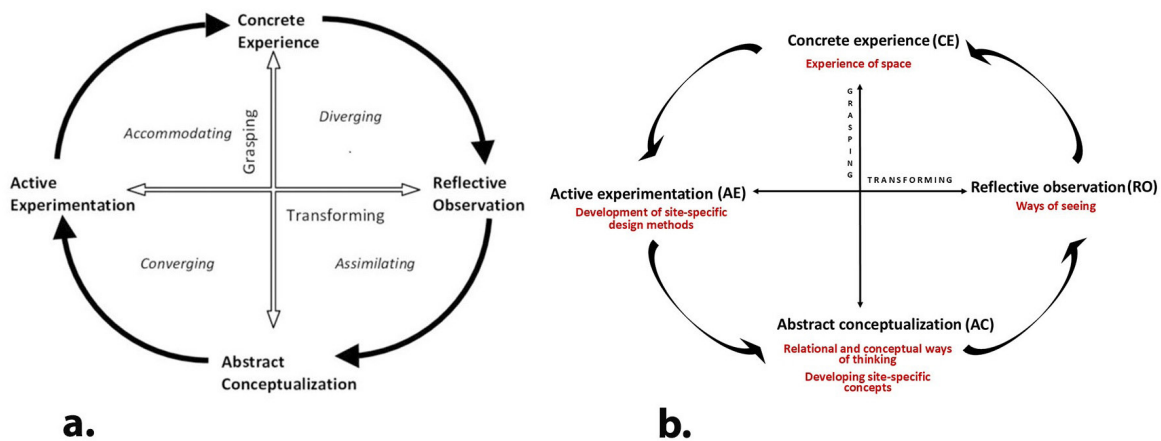 Concrete
Experience
Accommodating
Grasping
Diverging
Active
Experimentation
Transforming
Reflective
Observation
Converging
Assimilating
Abstract
Conceptualization
a.
Concrete experience (CE)
Experience of space
GRASPING
TRANSFORMING
Active experimentation (AE)
Development of site-specific
design methods
Reflective observation (RO)
Ways of seeing
Abstract conceptualization (AC)
Relational and conceptual ways
of thinking
Developing site-specific
concepts
b.